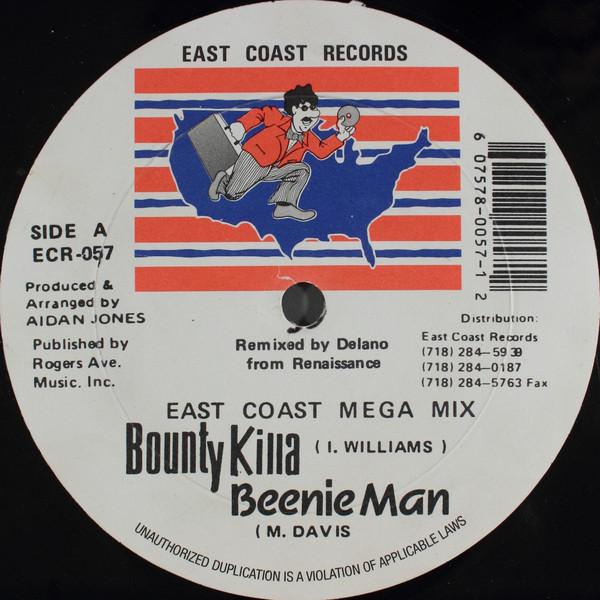 EAST COAST RECORDS
6 07578-0057-1 2
SIDE A
ECR-057
Produced &
Arranged by
AIDAN JONES
Published by
Rogers Ave.
Music, Inc.
Remixed by Delano
from Renaissance
Distribution:
East Coast Records
(718) 284-5939
(718) 284-0187
(718) 284-5763 Fax
EAST COAST MEGA MIX
Bounty Killa ( I. WILLIAMS )
Beenie Man
( M. DAVIS
UNAUTHORIZED DUPLICATION IS A VIOLATION OF APPLICABLE LAWS